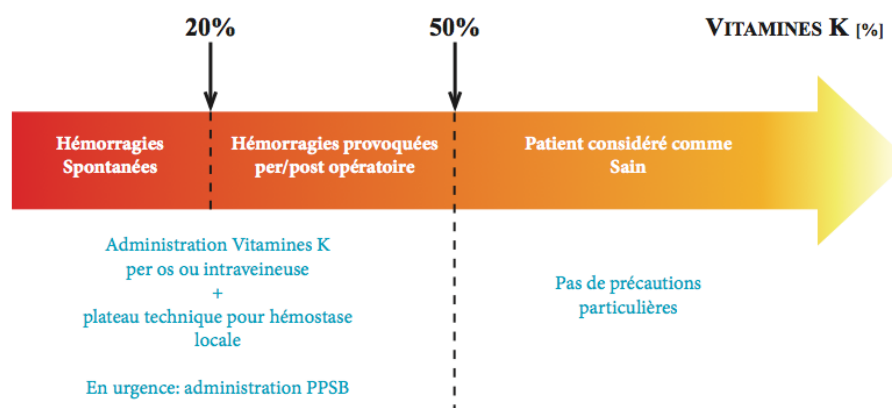 20%
50%
VITAMINES K [%]
Hémorragies
Spontanées
Hémorragies provoquées
per/post opératoire
Patient considéré comme
Sain
Administration Vitamines K
per os ou intraveineuse
+
plateau technique pour hémostase
locale
En urgence: administration PPSB
Pas de précautions
particulières